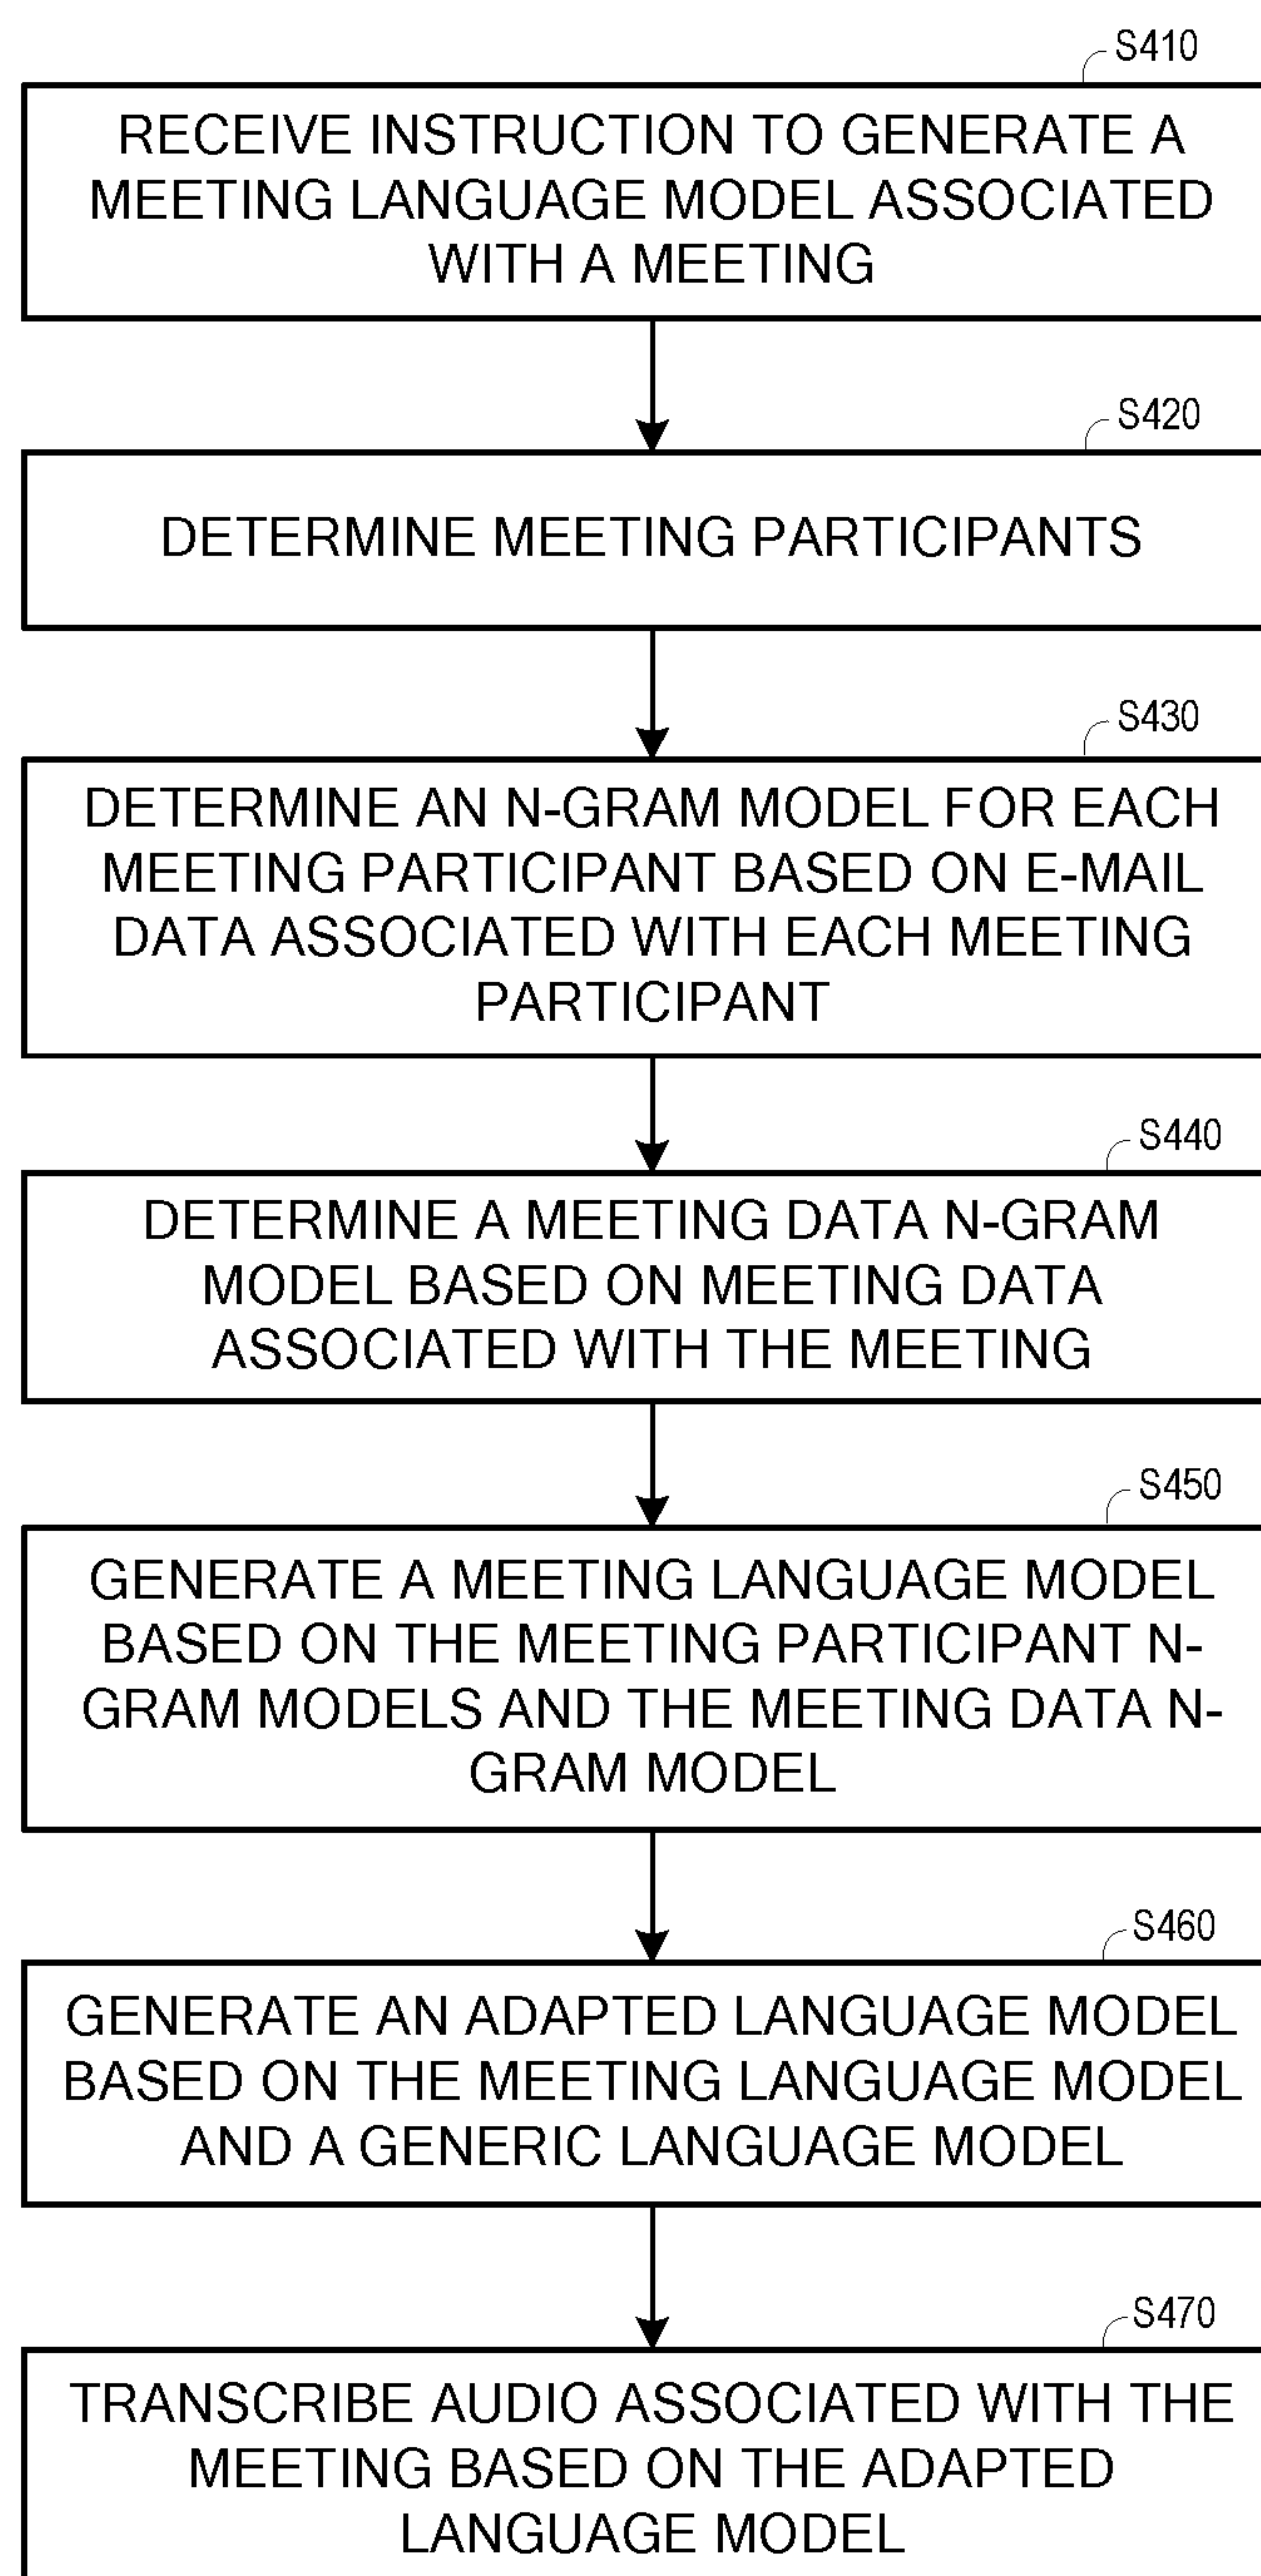 S410
RECEIVE INSTRUCTION TO GENERATE A
MEETING LANGUAGE MODEL ASSOCIATED
WITH A MEETING
S420
DETERMINE MEETING PARTICIPANTS
S430
DETERMINE AN N-GRAM MODEL FOR EACH
MEETING PARTICIPANT BASED ON E-MAIL
DATA ASSOCIATED WITH EACH MEETING
PARTICIPANT
S440
DETERMINE A MEETING DATA N-GRAM
MODEL BASED ON MEETING DATA
ASSOCIATED WITH THE MEETING
S450
GENERATE A MEETING LANGUAGE MODEL
BASED ON THE MEETING PARTICIPANT N-
GRAM MODELS AND THE MEETING DATA N-
GRAM MODEL
S460
GENERATE AN ADAPTED LANGUAGE MODEL
BASED ON THE MEETING LANGUAGE MODEL
AND A GENERIC LANGUAGE MODEL
S470
TRANSCRIBE AUDIO ASSOCIATED WITH THE
MEETING BASED ON THE ADAPTED
LANGUAGE MODEL